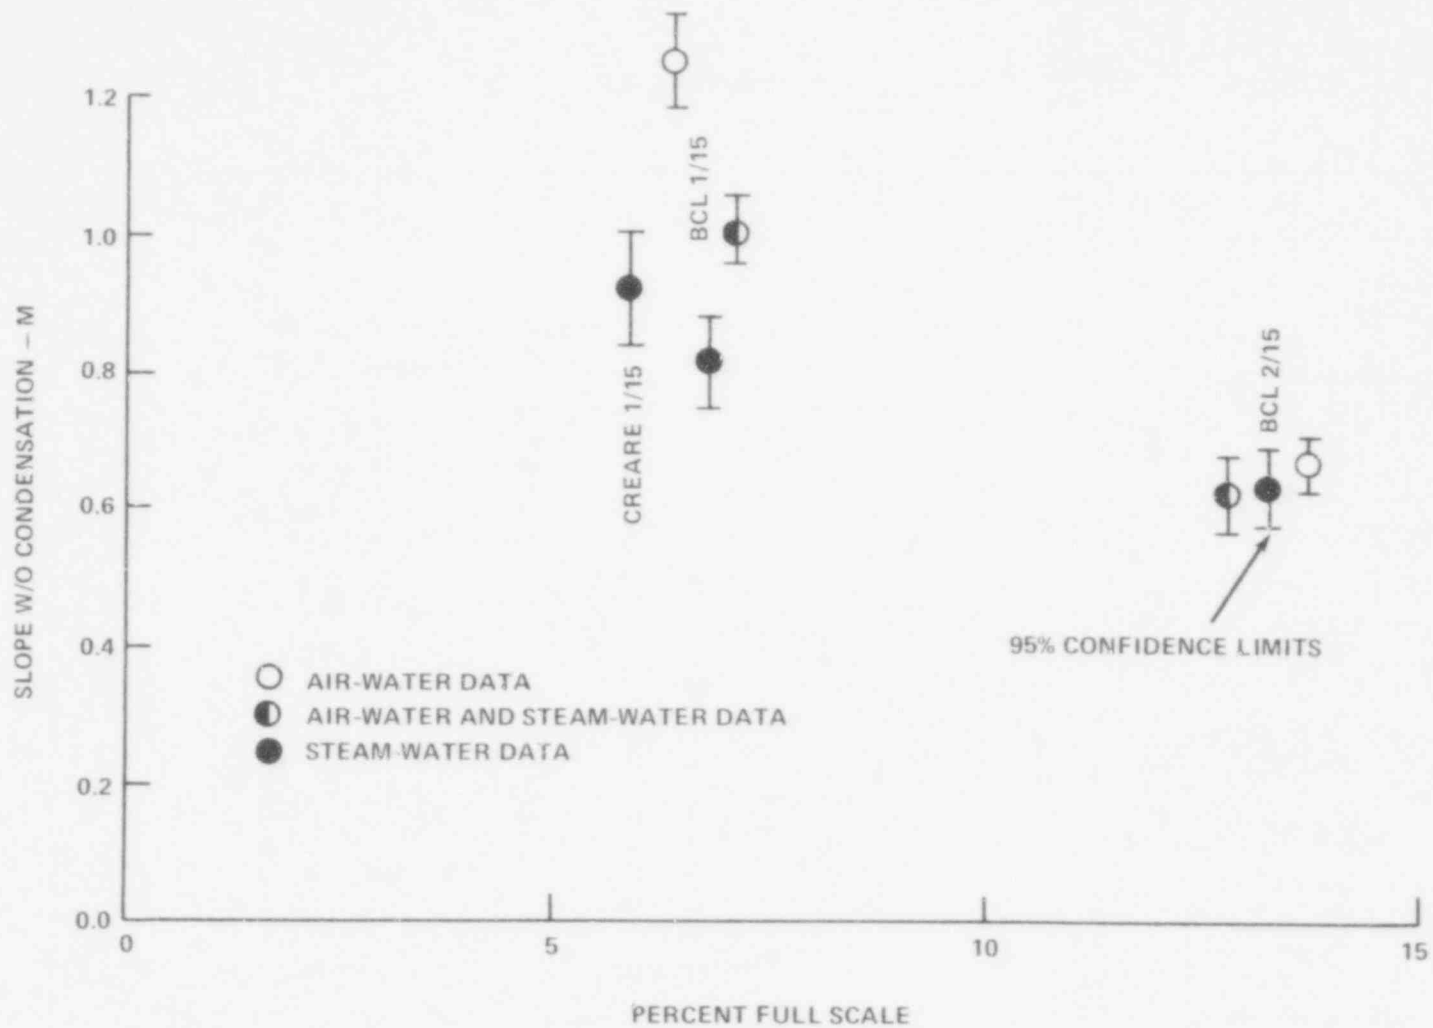 1.2
1.0
0.8
0.6
0.4
0.2
0.0
0
5
10
15
SLOPE W/O CONDENSATION – M
PERCENT FULL SCALE
CREARE 1/15
BCL 1/15
BCL 2/15
95% CONFIDENCE LIMITS
AIR-WATER DATA
AIR-WATER AND STEAM-WATER DATA
STEAM-WATER DATA